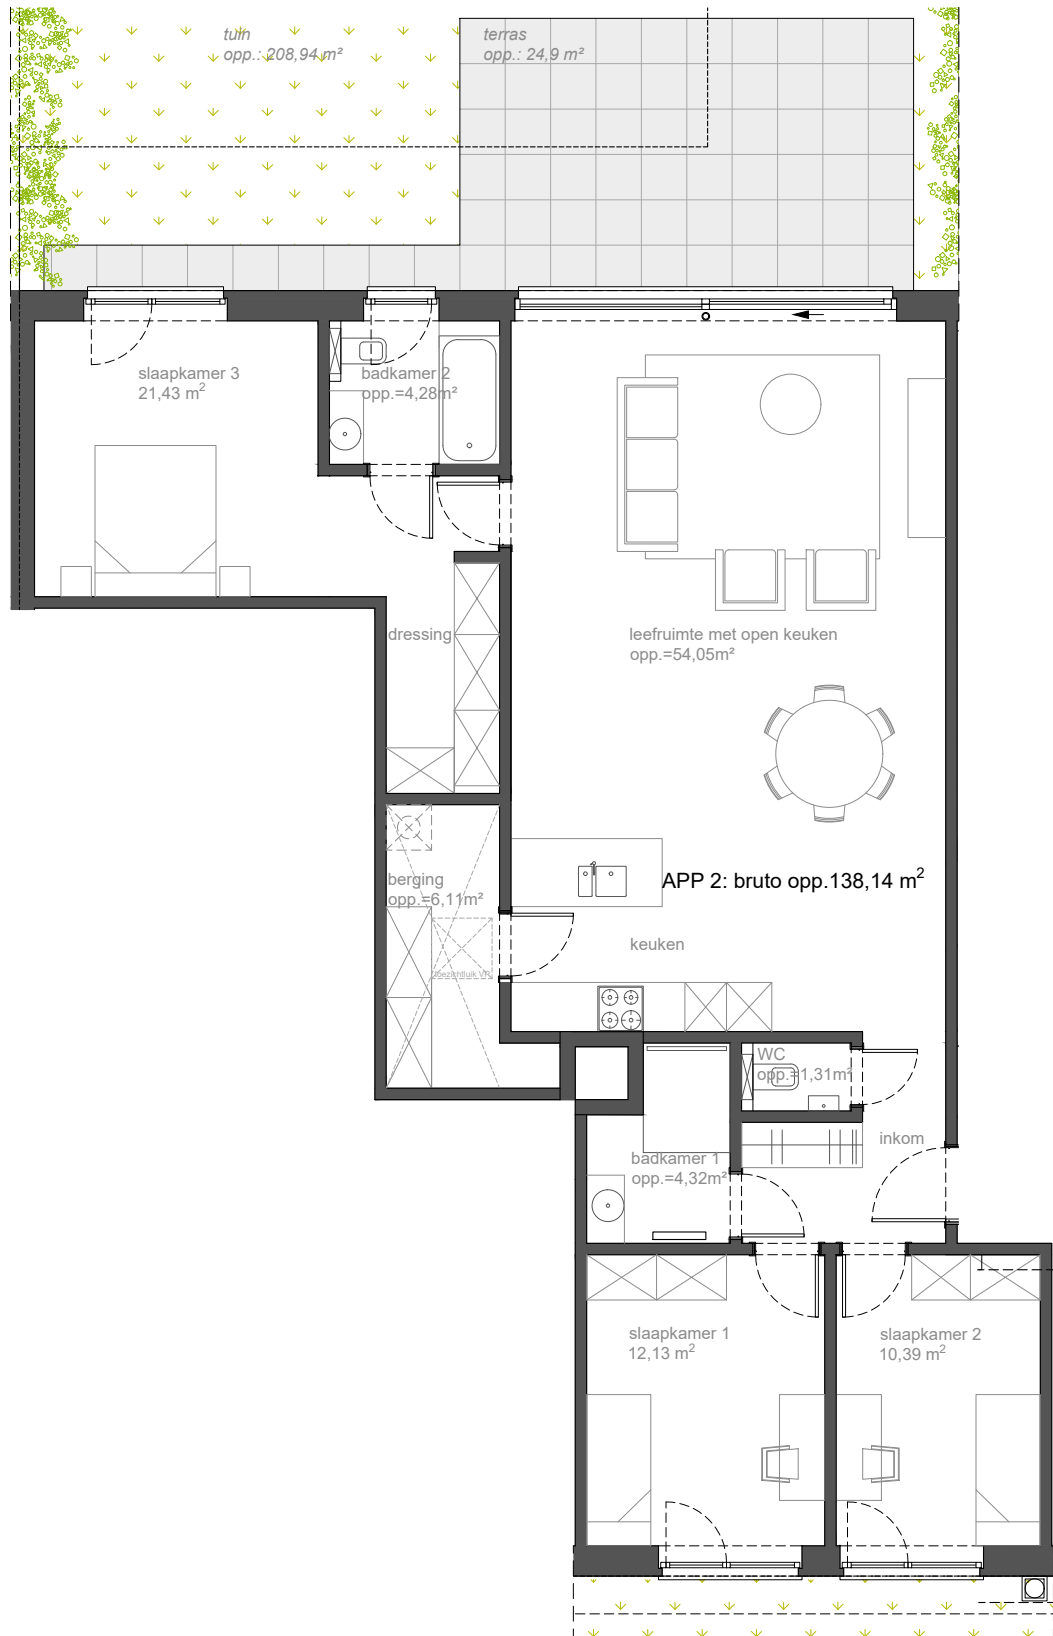 tuin
opp.: 208,94 m²
terras
opp.: 24,9 m²
slaapkamer 3
21,43 m²
badkamer 2
opp.=4,28m²
dressing
leefruimte met open keuken
opp.=54,05m²
berging
opp.=6,11m²
APP 2: bruto opp.138,14 m²
keuken
toezichtluik VR
WC
opp.=1,31m²
inkom
badkamer 1
opp.=4,32m²
slaapkamer 1
12,13 m²
slaapkamer 2
10,39 m²